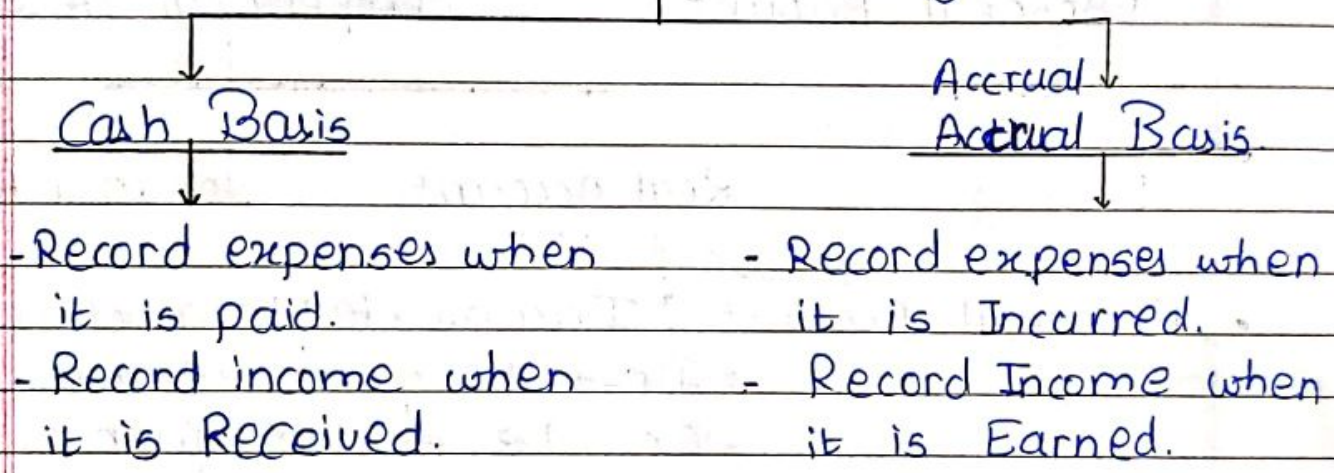 Cash Basis
Accrual
Actrual Basis
- Record expenses when
it is paid.
- Record income when
it is Received.
- Record expenses when
it is Incurred.
- Record Income when
it is Earned.